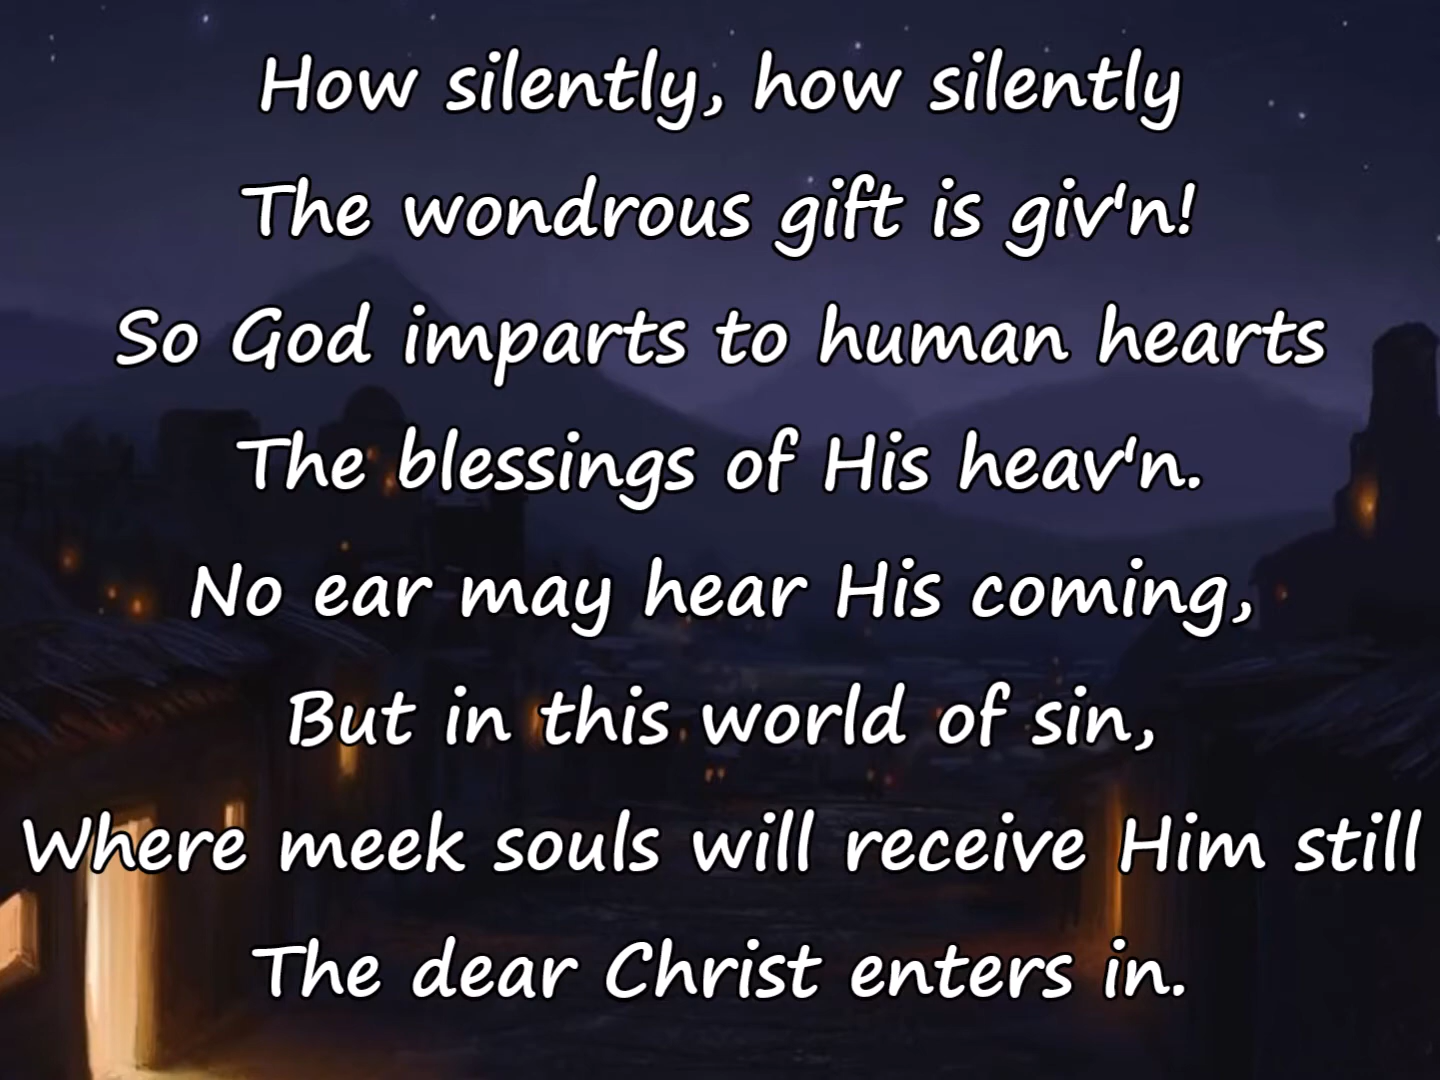 How silently, how silently
The wondrous gift is giv'n!
So God imparts to human hearts
The blessings of His heav'n.
No ear may hear His coming,
But in this world of sin,
Where meek souls will receive Him still
The dear Christ enters in.